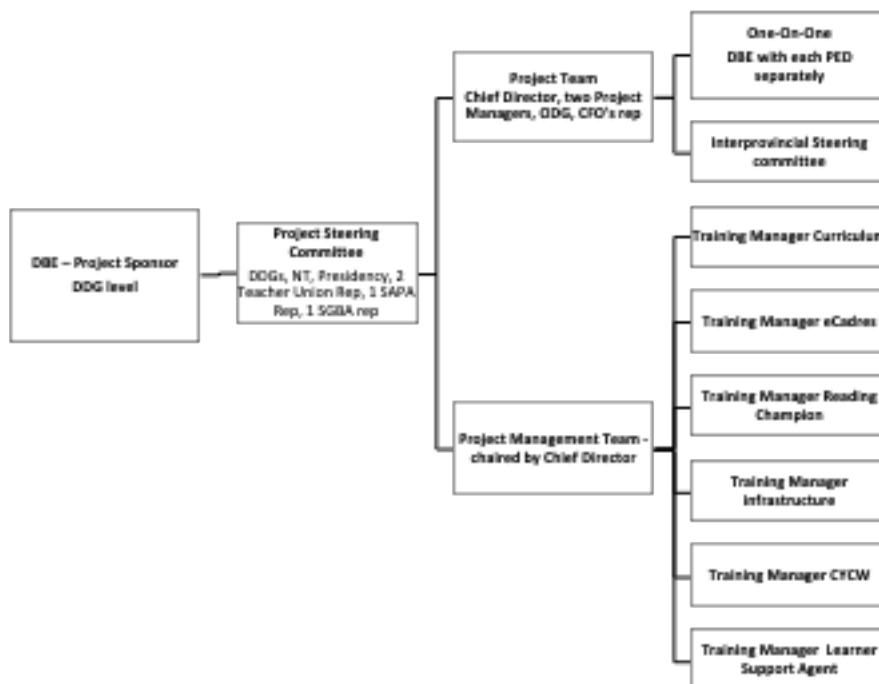 DBE – Project Sponsor
DDG level
Project Steering
Committee
DDGs, NT, Presidency, 2
Teacher Union Rep, 1 SAPA
Rep, 1 SGBA rep
Project Team
Chief Director, two Project
Managers, ODG, CFO's rep
One-On-One
DBE with each PED
separately
Interprovincial Steering
committee
Project Management Team -
chaired by Chief Director
Training Manager Curriculum
Training Manager eCadres
Training Manager Reading
Champion
Training Manager
Infrastructure
Training Manager CYCW
Training Manager Learner
Support Agent